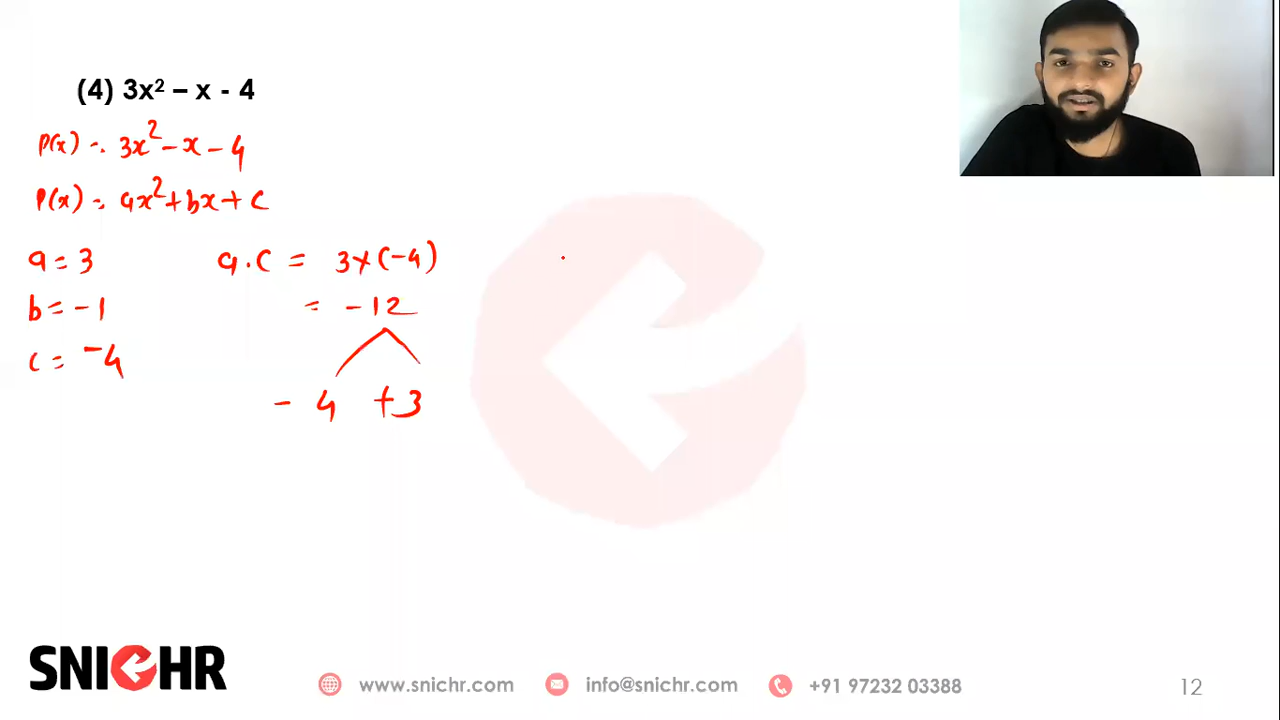 (4) 3x² – x - 4
P(x) = 3x² - x - 4
P(x) = ax² + bx + c
a = 3
a . c = 3x(-4)
b = -1
= -12
c = -4
- 4 +3
SNICHR
www.snichr.com
info@snichr.com
+91 97232 03388
12